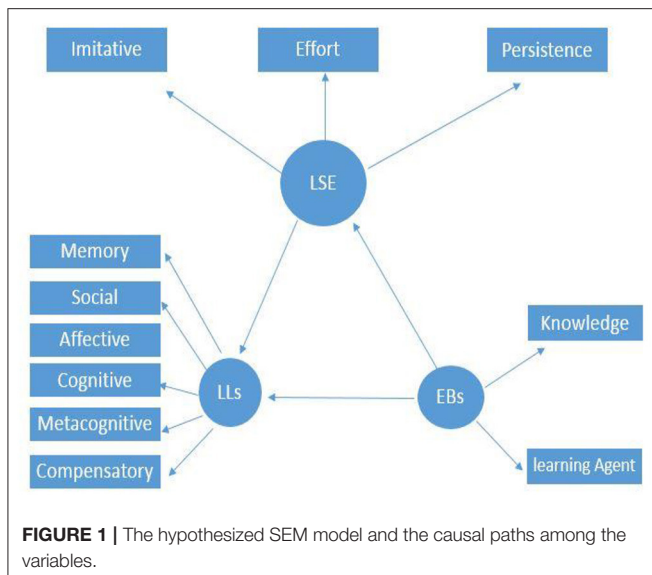 Imitative
Effort
Persistence
LSE
Memory
Social
Affective
Cognitive
Metacognitive
Compensatory
LLs
EBs
Knowledge
learning Agent
FIGURE 1 | The hypothesized SEM model and the causal paths among the
variables.